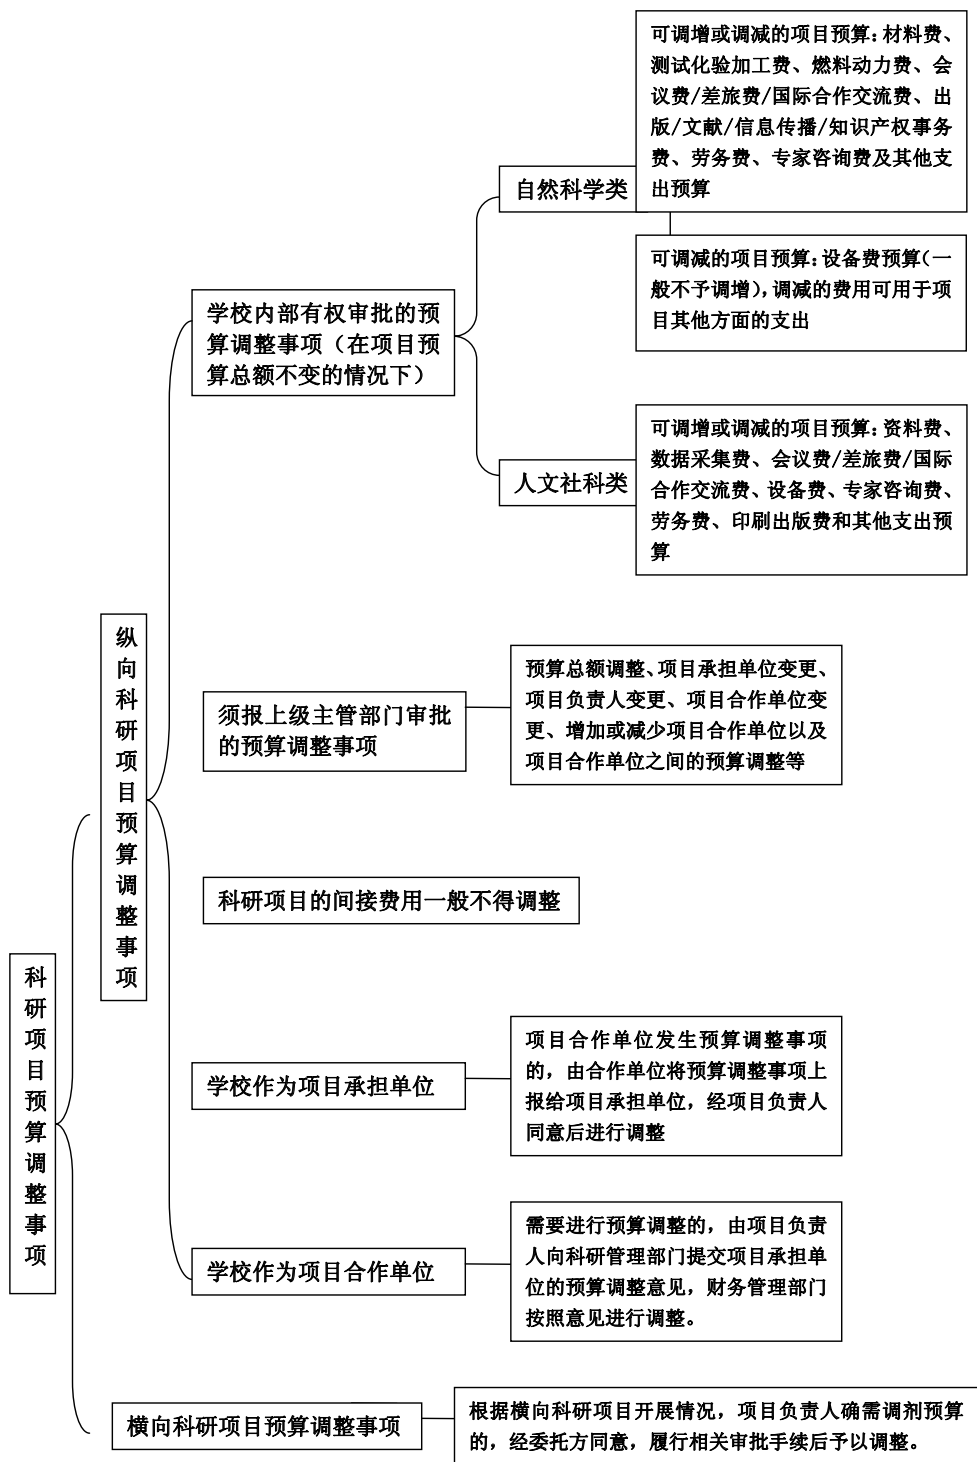 可调增或调减的项目预算：材料费、
测试化验加工费、燃料动力费、会
议费/差旅费/国际合作交流费、出
版/文献/信息传播/知识产权事务
费、劳务费、专家咨询费及其他支
出预算
自然科学类
可调减的项目预算：设备费预算（一
般不予调增），调减的费用可用于项
目其他方面的支出
学校内部有权审批的预
算调整事项（在项目预
算总额不变的情况下）
可调增或调减的项目预算：资料费、
数据采集费、会议费/差旅费/国际
合作交流费、设备费、专家咨询费、
劳务费、印刷出版费和其他支出预
算
人文社科类
纵向科研项目预算调整事项
预算总额调整、项目承担单位变更、
项目负责人变更、项目合作单位变
更、增加或减少项目合作单位以及
项目合作单位之间的预算调整等
须报上级主管部门审批
的预算调整事项
科研项目的间接费用一般不得调整
科研项目预算调整事项
项目合作单位发生预算调整事项
的，由合作单位将预算调整事项上
报给项目承担单位，经项目负责人
同意后进行调整
学校作为项目承担单位
需要进行预算调整的，由项目负责
人向科研管理部门提交项目承担单
位的预算调整意见，财务管理部门
按照意见进行调整。
学校作为项目合作单位
横向科研项目预算调整事项
根据横向科研项目开展情况，项目负责人确需调剂预算
的，经委托方同意，履行相关审批手续后予以调整。